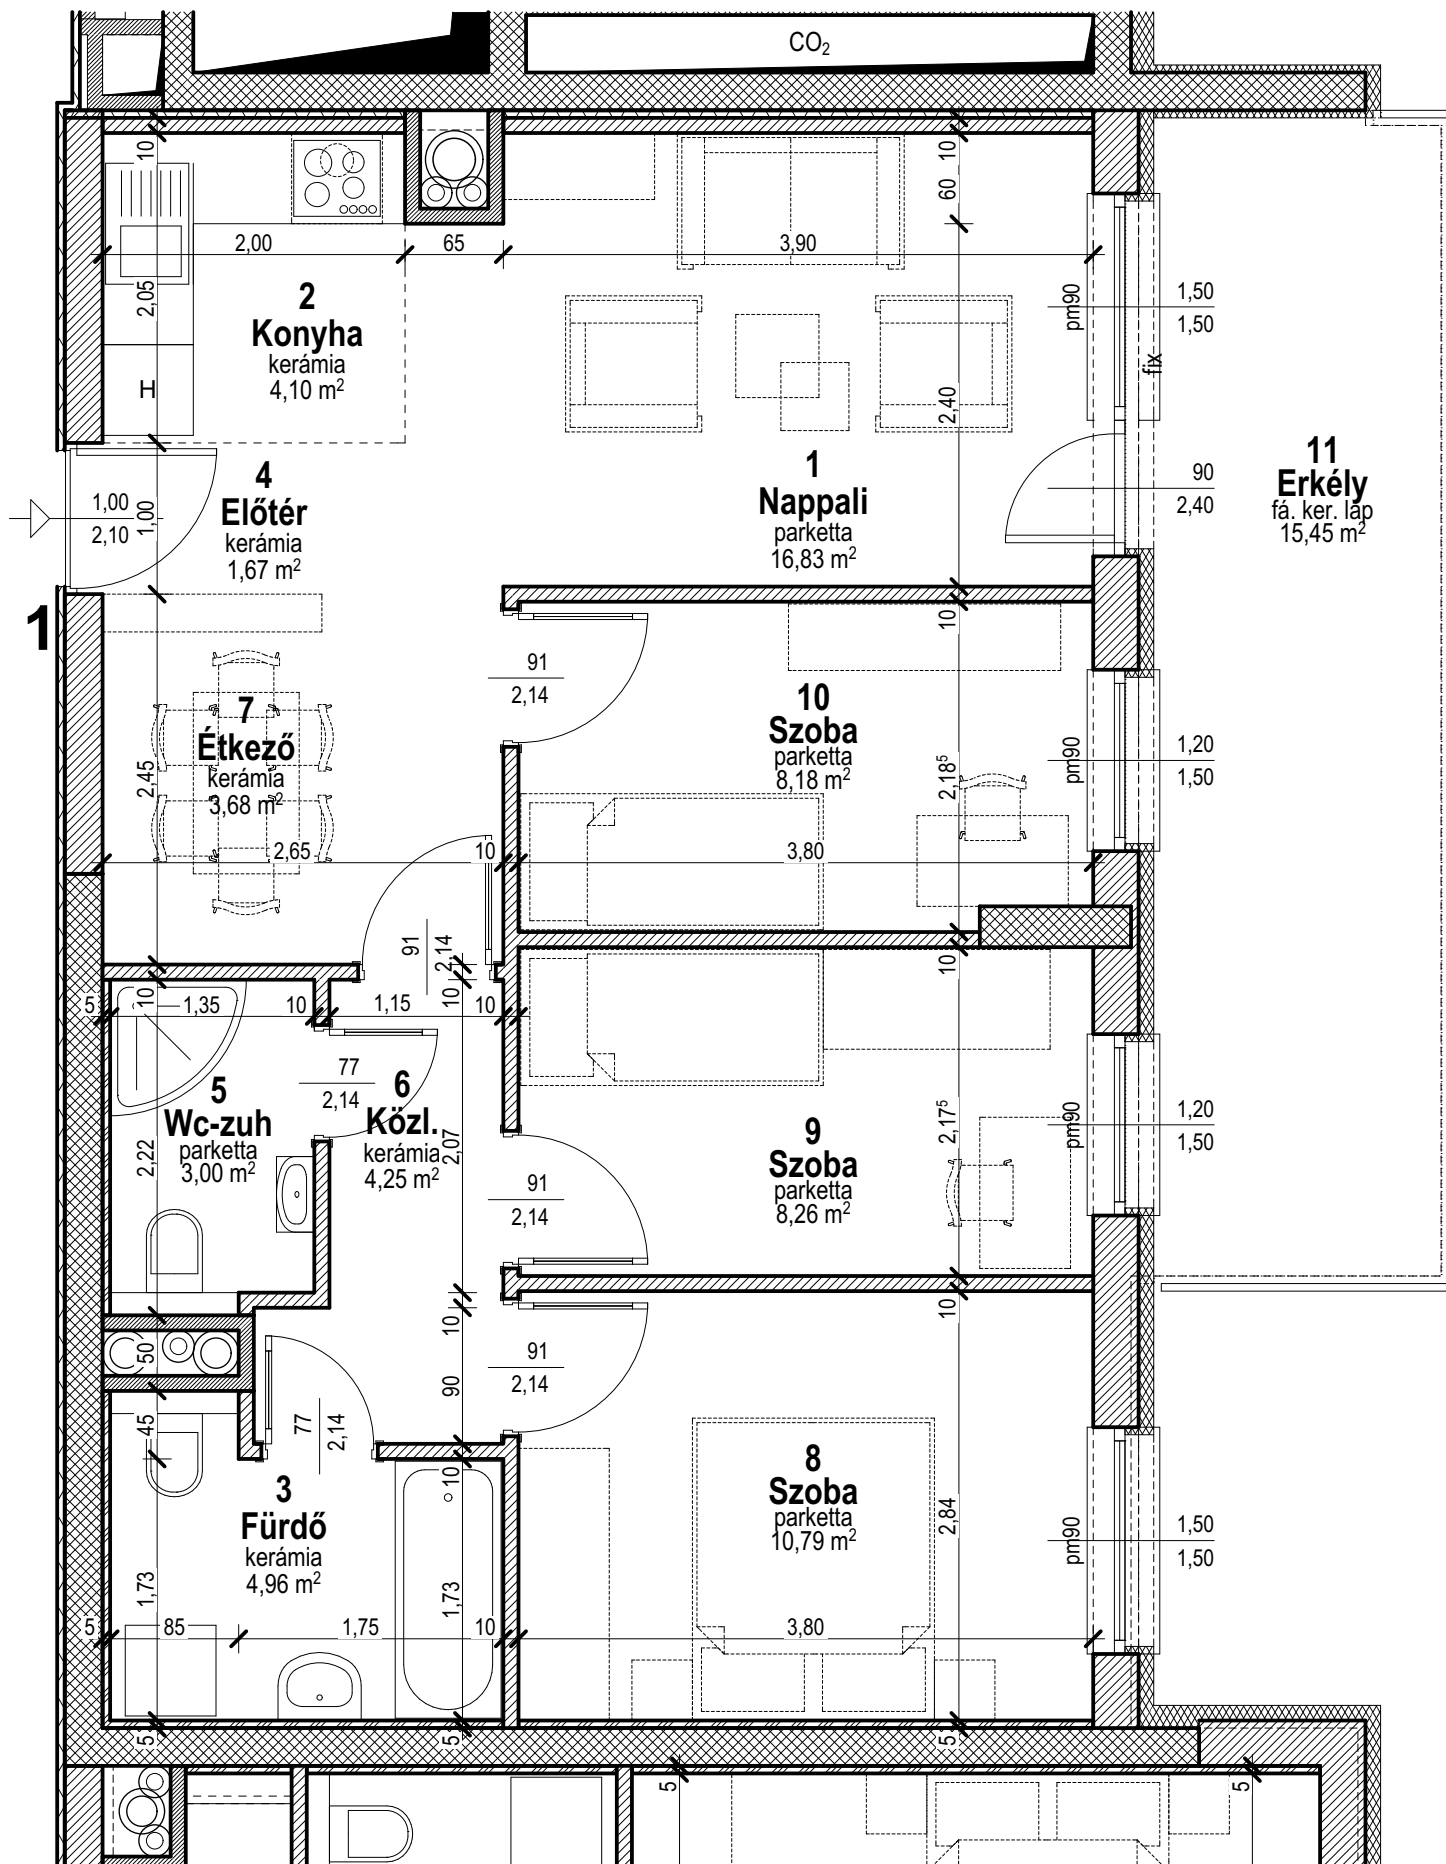 CO₂
10
10
60
2,00
65
3,90
2,05
2
Konyha
kerámia
4,10 m²
H
pm90
1,50
1,50
fix
2,40
4
Előtér
kerámia
1,67 m²
1,00
2,10
1,00
1
Nappali
parketta
16,83 m²
90
2,40
11
Erkély
fá. ker. lap
15,45 m²
1
10
91
2,14
7
Étkező
kerámia
3,68 m²
2,45
10
Szoba
parketta
8,18 m²
2,18⁵
pm90
1,20
1,50
2,65
10
3,80
91
2,14
10
10
10
5
1,35
10
1,15
10
77
2,14
5
Wc-zuh
parketta
3,00 m²
2,22
6
Közl.
kerámia
4,25 m²
2,07
9
Szoba
parketta
8,26 m²
2,17⁵
pm90
1,20
1,50
91
2,14
10
10
50
91
2,14
90
45
77
2,14
10
3
Fürdő
kerámia
4,96 m²
8
Szoba
parketta
10,79 m²
2,84
pm90
1,50
1,50
1,73
1,73
5
85
1,75
10
3,80
5
5
5
5
5